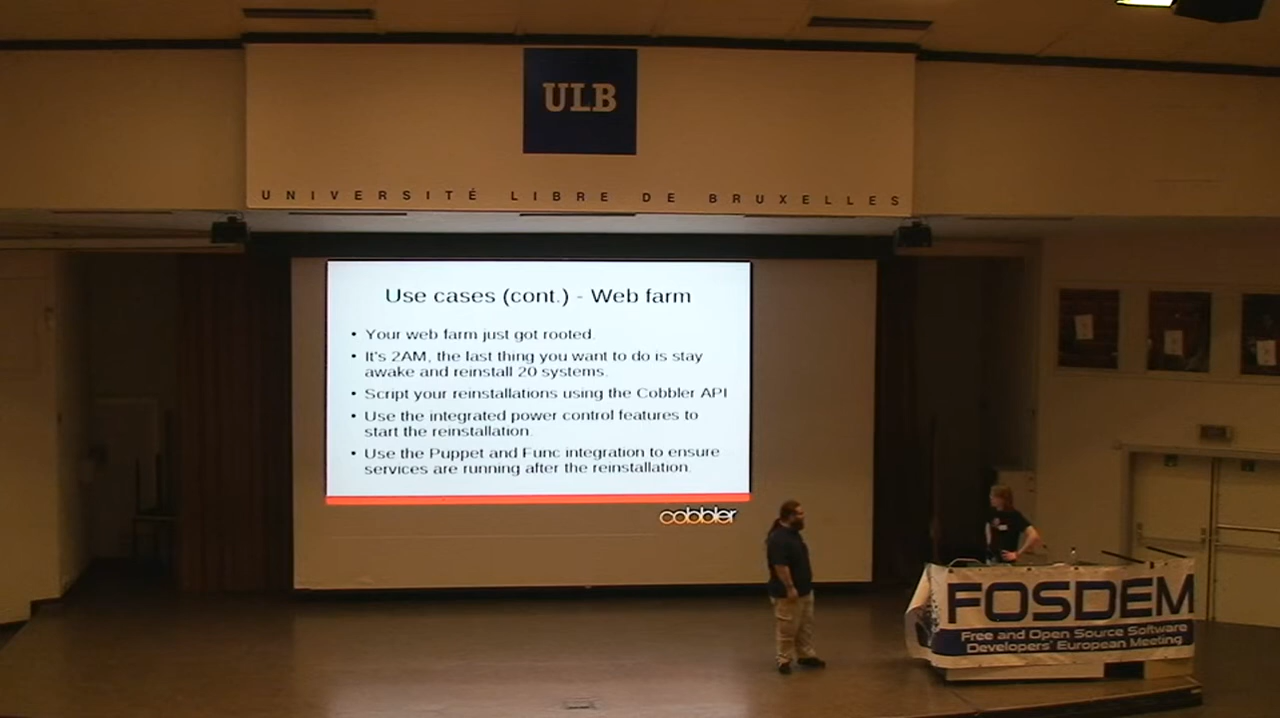 ULB
UNIVERSITÉ LIBRE DE BRUXELLES
Use cases (cont.) - Web farm
• Your web farm just got rooted.
• It's 2AM, the last thing you want to do is stay
awake and reinstall 20 systems.
• Script your reinstallations using the Cobbler API
• Use the integrated power control features to
start the reinstallation.
• Use the Puppet and Func integration to ensure
services are running after the reinstallation.
cobbler
FOSDEM
Free and Open Source Software
Developers' European Meeting